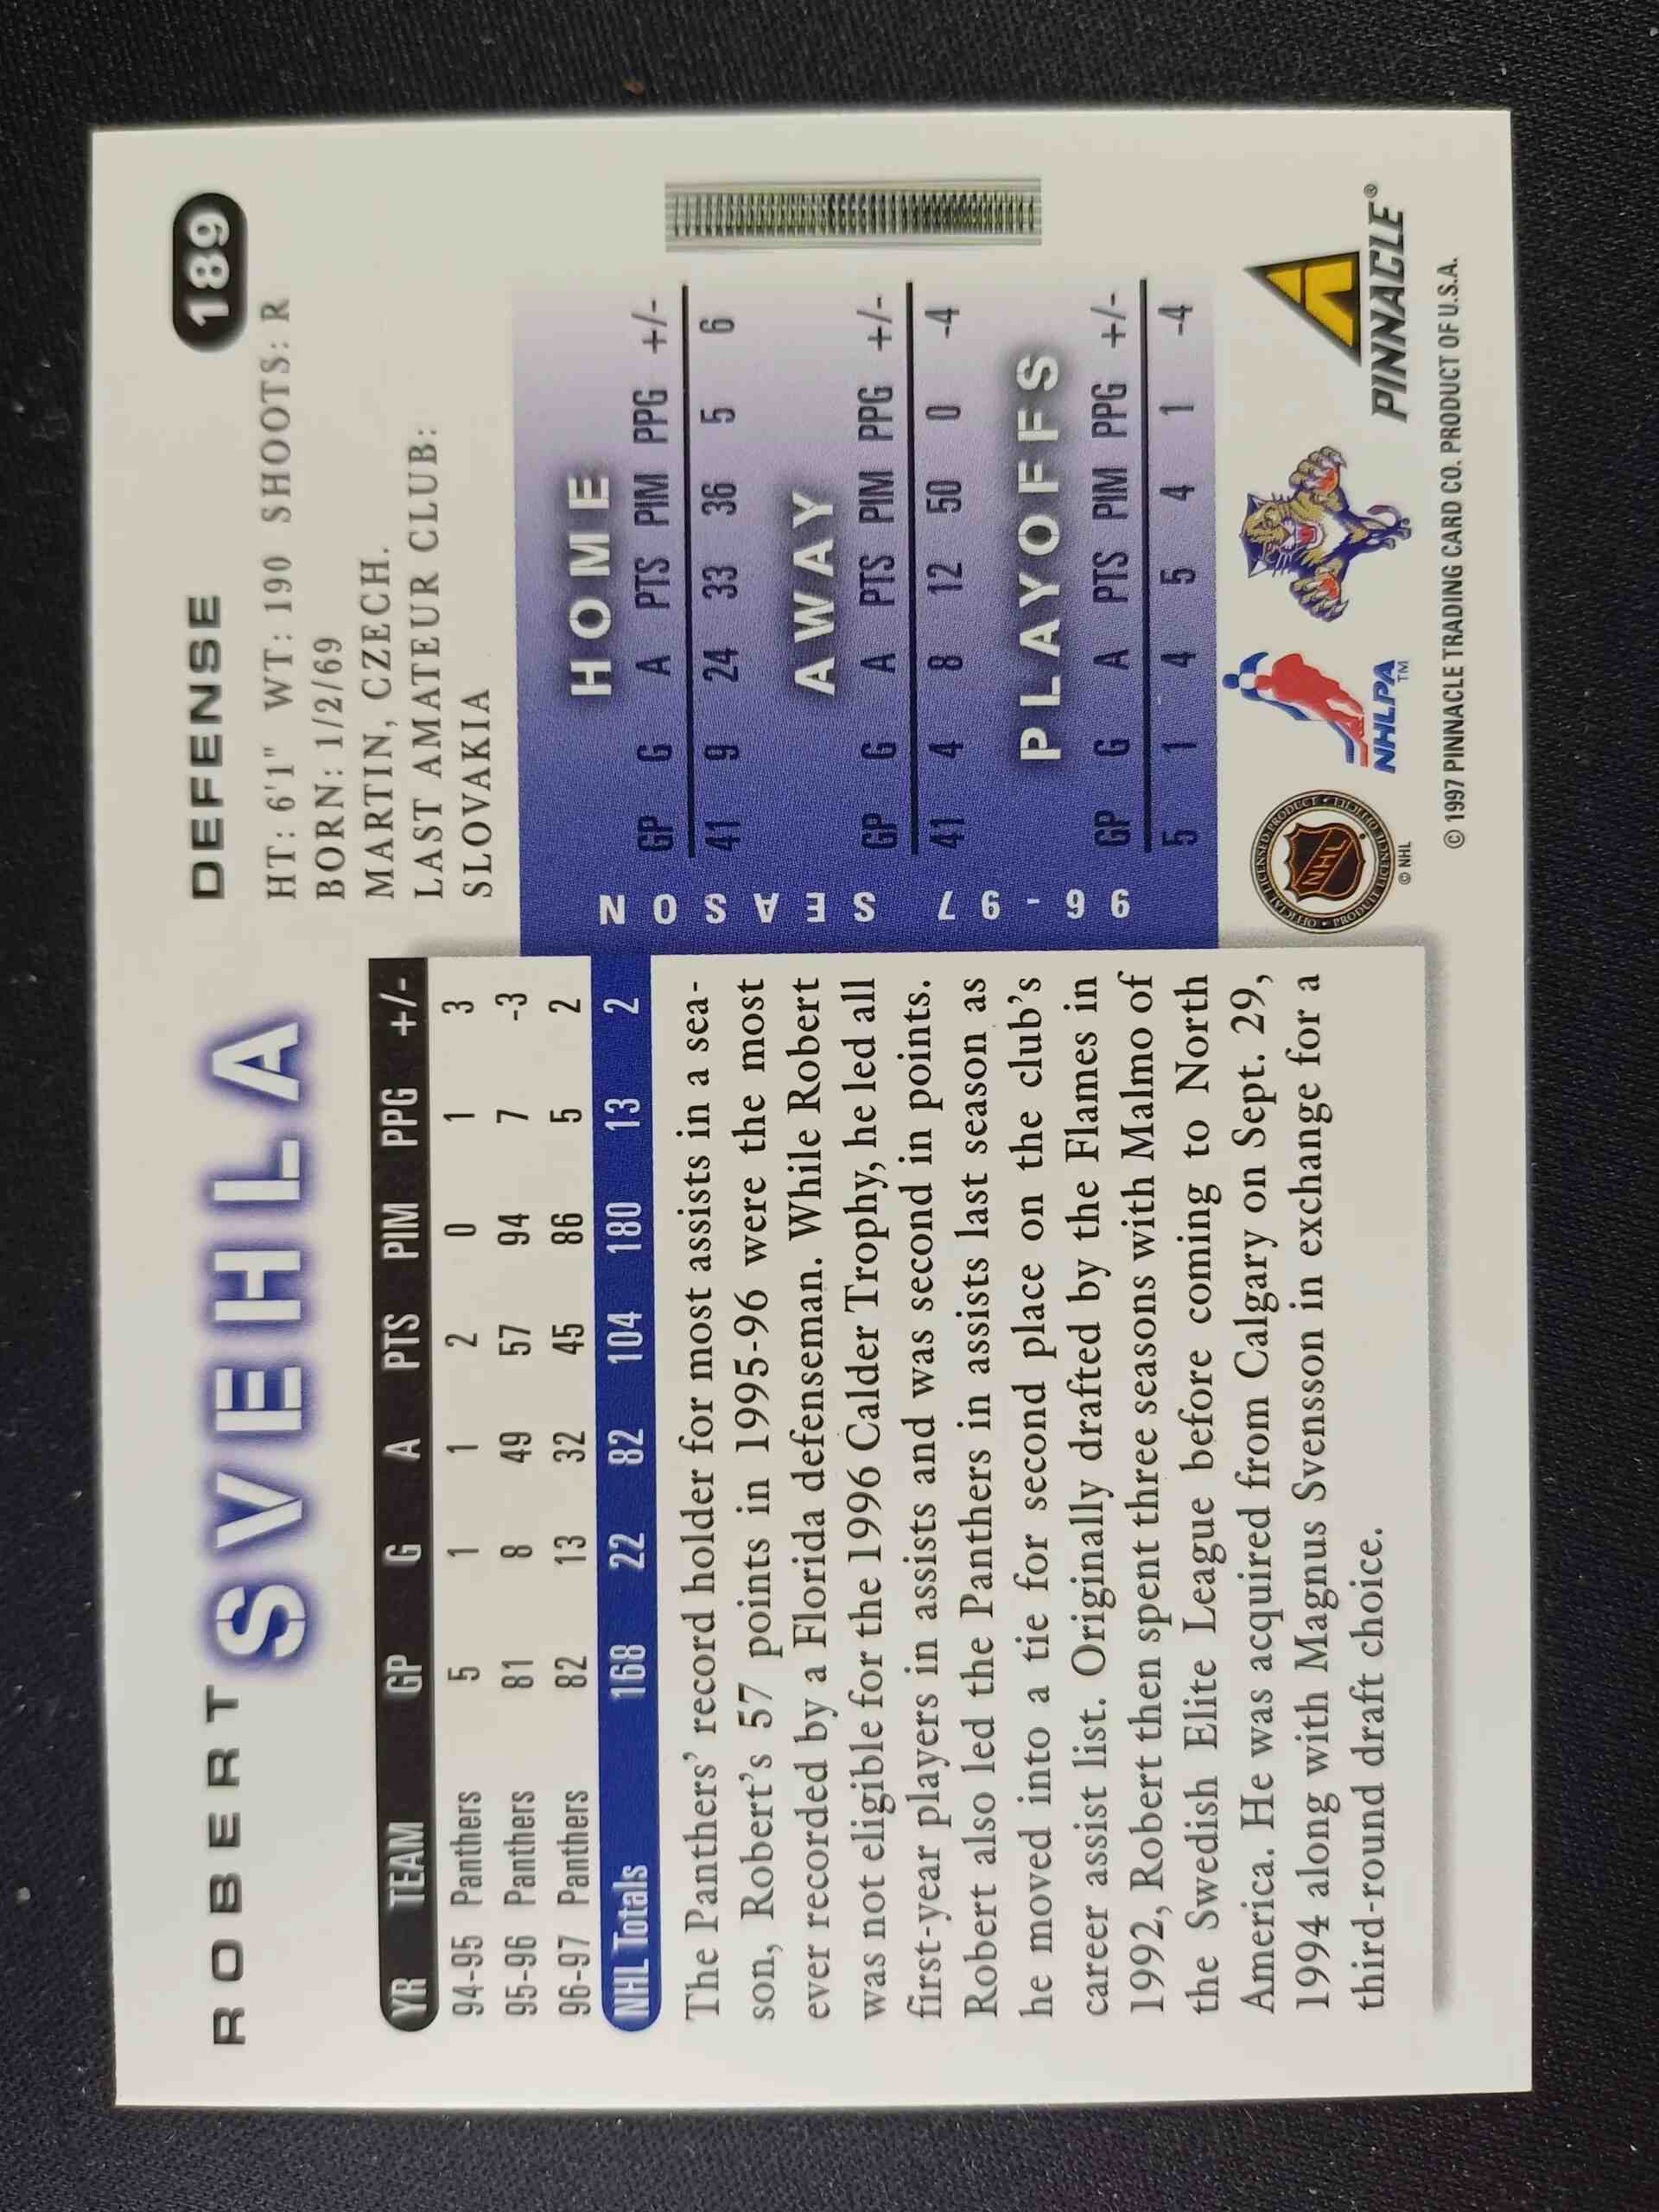 ROBERT SVEHLA
DEFENSE 189
HT: 6'1" WT: 190 SHOOTS: R
BORN: 1/2/69
MARTIN, CZECH.
LAST AMATEUR CLUB:
SLOVAKIA
YR TEAM GP G A PTS PIM PPG +/-
94-95 Panthers 5 1 1 2 0 1 3
95-96 Panthers 81 8 49 57 94 7 -3
96-97 Panthers 82 13 32 45 86 5 2
NHL Totals 168 22 82 104 180 13 2
The Panthers' record holder for most assists in a sea-
son, Robert's 57 points in 1995-96 were the most
ever recorded by a Florida defenseman. While Robert
was not eligible for the 1996 Calder Trophy, he led all
first-year players in assists and was second in points.
Robert also led the Panthers in assists last season as
he moved into a tie for second place on the club's
career assist list. Originally drafted by the Flames in
1992, Robert then spent three seasons with Malmo of
the Swedish Elite League before coming to North
America. He was acquired from Calgary on Sept. 29,
1994 along with Magnus Svensson in exchange for a
third-round draft choice.
96-97 SEASON
HOME
GP G A PTS PIM PPG +/-
41 9 24 33 36 5 6
AWAY
GP G A PTS PIM PPG +/-
41 4 8 12 50 0 -4
PLAYOFFS
GP G A PTS PIM PPG +/-
5 1 4 5 4 1 -4
OFFICIAL LICENSED PRODUCT
NHL
© NHL
NHLPA™
PINNACLE®
© 1997 PINNACLE TRADING CARD CO. PRODUCT OF U.S.A.